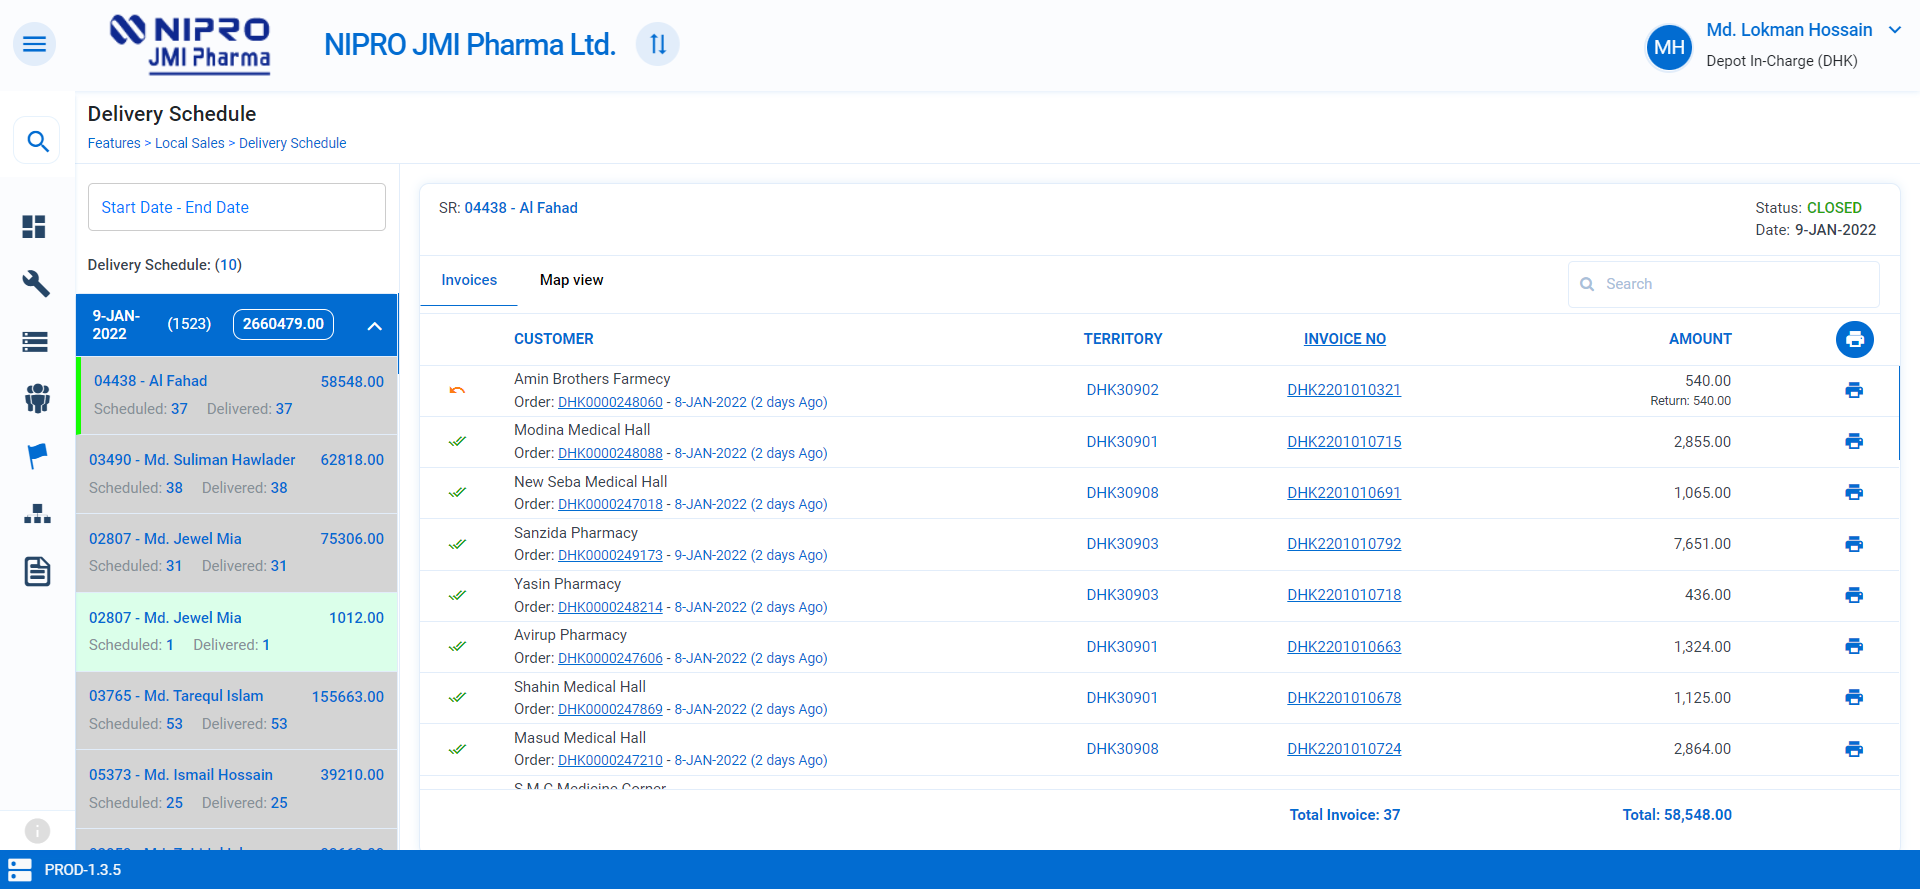 NIPRO
JMI Pharma
NIPRO JMI Pharma Ltd.
MH
Md. Lokman Hossain
Depot In-Charge (DHK)
Delivery Schedule
Features > Local Sales > Delivery Schedule
Start Date - End Date
Delivery Schedule: (10)
9-JAN-2022 (1523) 2660479.00
04438 - Al Fahad 58548.00
Scheduled: 37 Delivered: 37
03490 - Md. Suliman Hawlader 62818.00
Scheduled: 38 Delivered: 38
02807 - Md. Jewel Mia 75306.00
Scheduled: 31 Delivered: 31
02807 - Md. Jewel Mia 1012.00
Scheduled: 1 Delivered: 1
03765 - Md. Tarequl Islam 155663.00
Scheduled: 53 Delivered: 53
05373 - Md. Ismail Hossain 39210.00
Scheduled: 25 Delivered: 25
SR: 04438 - Al Fahad
Status: CLOSED
Date: 9-JAN-2022
Invoices Map view
Search
CUSTOMER TERRITORY INVOICE NO AMOUNT
Amin Brothers Farmecy
Order: DHK0000248060 - 8-JAN-2022 (2 days Ago) DHK30902 DHK2201010321 540.00
Return: 540.00
Modina Medical Hall
Order: DHK0000248088 - 8-JAN-2022 (2 days Ago) DHK30901 DHK2201010715 2,855.00
New Seba Medical Hall
Order: DHK0000247018 - 8-JAN-2022 (2 days Ago) DHK30908 DHK2201010691 1,065.00
Sanzida Pharmacy
Order: DHK0000249173 - 9-JAN-2022 (2 days Ago) DHK30903 DHK2201010792 7,651.00
Yasin Pharmacy
Order: DHK0000248214 - 8-JAN-2022 (2 days Ago) DHK30903 DHK2201010718 436.00
Avirup Pharmacy
Order: DHK0000247606 - 8-JAN-2022 (2 days Ago) DHK30901 DHK2201010663 1,324.00
Shahin Medical Hall
Order: DHK0000247869 - 8-JAN-2022 (2 days Ago) DHK30901 DHK2201010678 1,125.00
Masud Medical Hall
Order: DHK0000247210 - 8-JAN-2022 (2 days Ago) DHK30908 DHK2201010724 2,864.00
S M C Medicine Corner
Total Invoice: 37 Total: 58,548.00
PROD-1.3.5